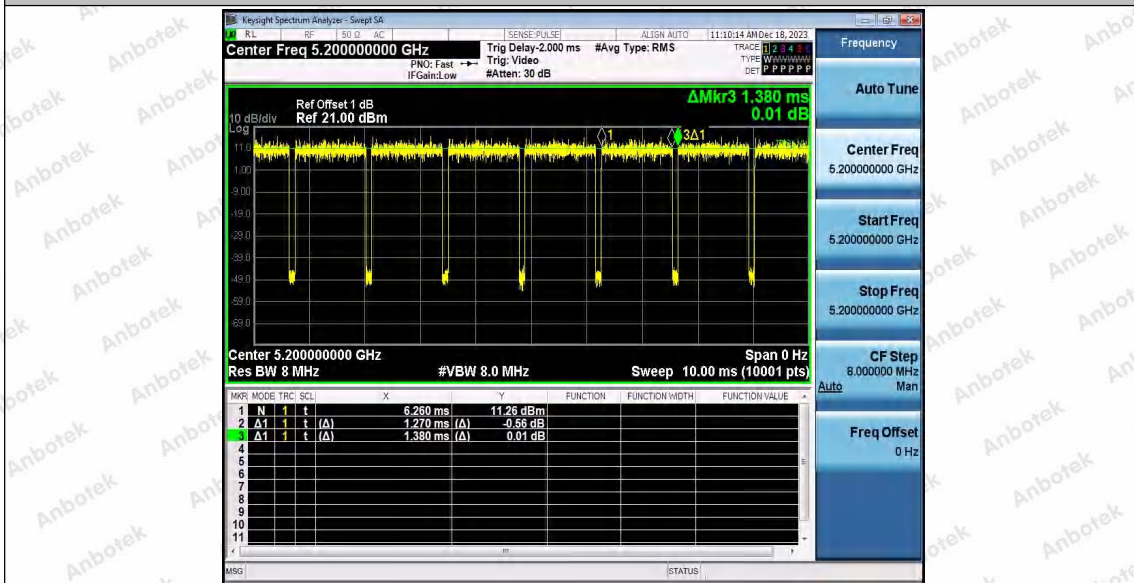 Keysight Spectrum Analyzer - Swept SA
RL RF 50 Ω AC SENSE:PULSE ALIGN AUTO 11:10:14 AM Dec 18, 2023
Center Freq 5.200000000 GHz Trig Delay-2.000 ms #Avg Type: RMS TRACE 1 2 3 4 5 6
PNO: Fast Trig: Video TYPE WWWWWW
IFGain:Low #Atten: 30 dB DET P P P P P P
Frequency
Auto Tune
Center Freq
5.200000000 GHz
Start Freq
5.200000000 GHz
Stop Freq
5.200000000 GHz
CF Step
8.000000 MHz
Auto Man
Freq Offset
0 Hz
ΔMkr3 1.380 ms
0.01 dB
Ref Offset 1 dB
10 dB/div Ref 21.00 dBm
Log
11.0
1.00
-9.00
-19.0
-29.0
-39.0
-49.0
-59.0
-69.0
1
3Δ1
Center 5.200000000 GHz Span 0 Hz
Res BW 8 MHz #VBW 8.0 MHz Sweep 10.00 ms (10001 pts)
MKR MODE TRC SCL X Y FUNCTION FUNCTION WIDTH FUNCTION VALUE
1 N 1 t 6.260 ms 11.26 dBm
2 Δ1 1 t (Δ) 1.270 ms (Δ) -0.56 dB
3 Δ1 1 t (Δ) 1.380 ms (Δ) 0.01 dB
4
5
6
7
8
9
10
11
MSG STATUS
Anbotek